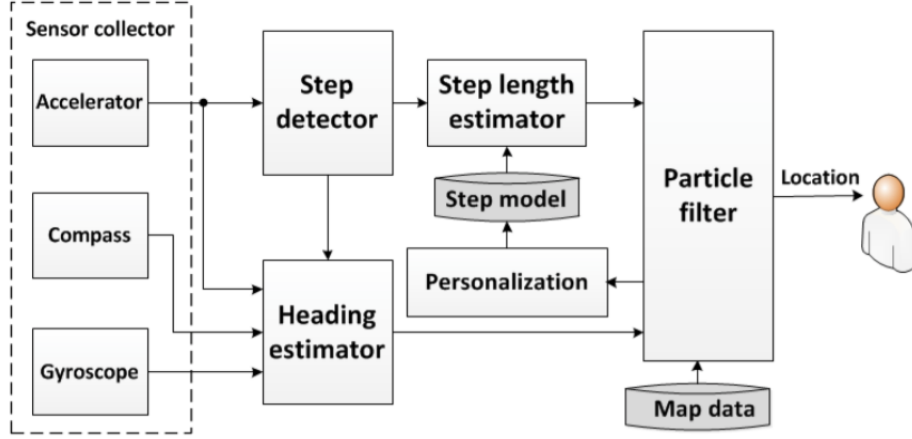 Sensor collector
Accelerator
Compass
Gyroscope
Step
detector
Heading
estimator
Step length
estimator
Step model
Personalization
Particle
filter
Map data
Location